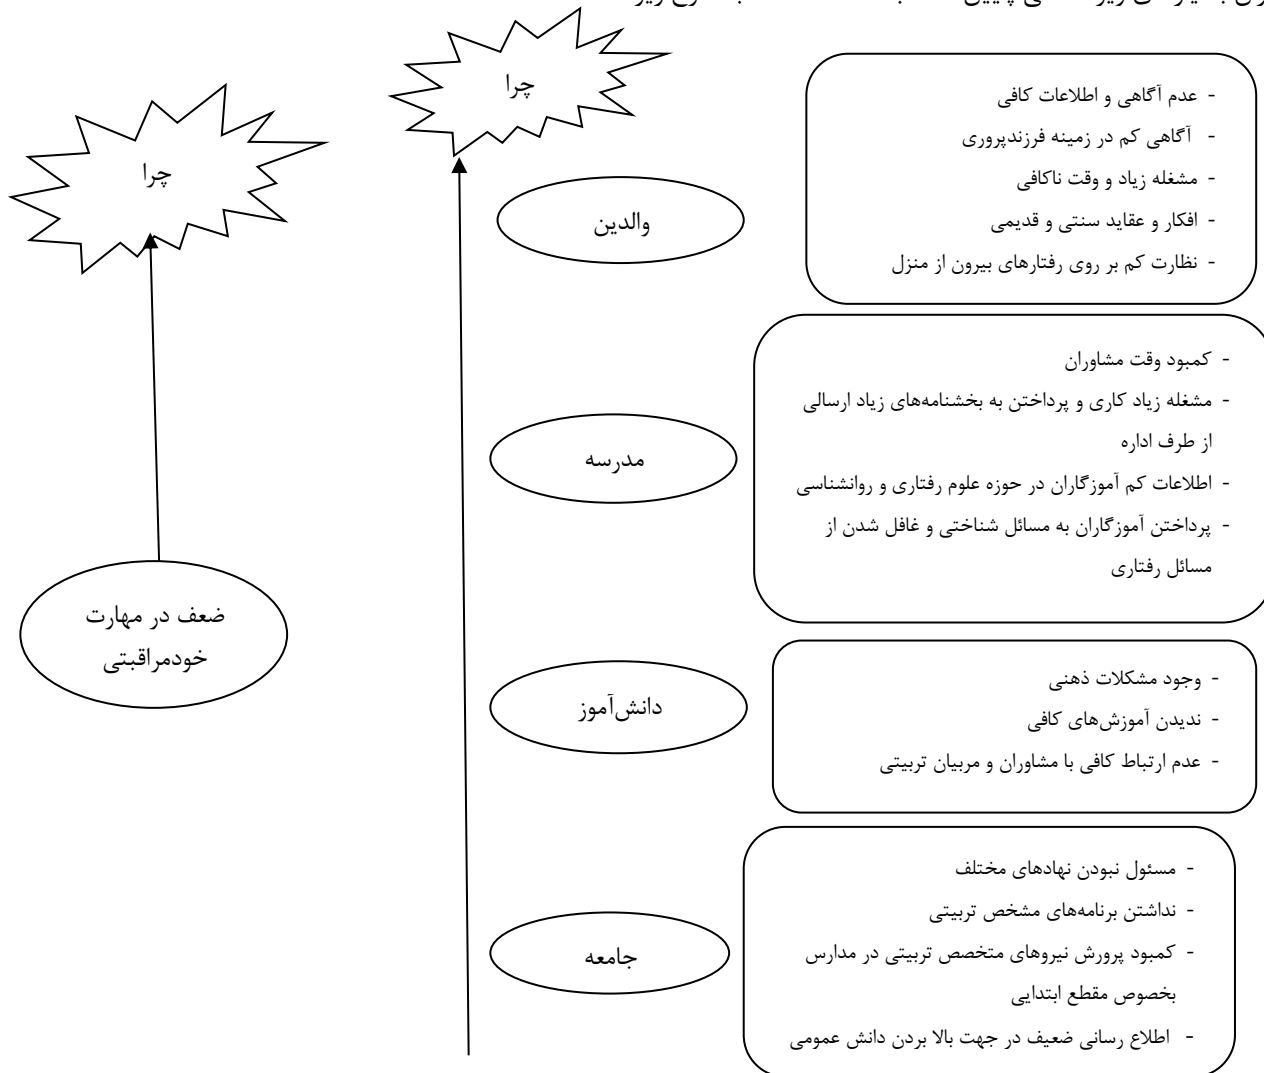 چرا
چرا
والدین
- عدم آگاهی و اطلاعات کافی
- آگاهی کم در زمینه فرزندپروری
- مشغله زیاد و وقت ناکافی
- افکار و عقاید سنتی و قدیمی
- نظارت کم بر روی رفتارهای بیرون از منزل
مدرسه
- کمبود وقت مشاوران
- مشغله زیاد کاری و پرداختن به بخشنامه‌های زیاد ارسالی
از طرف اداره
- اطلاعات کم آموزگاران در حوزه علوم رفتاری و روانشناسی
- پرداختن آموزگاران به مسائل شناختی و غافل شدن از
مسائل رفتاری
ضعف در مهارت
خودمراقبتی
دانش‌آموز
- وجود مشکلات ذهنی
- ندیدن آموزش‌های کافی
- عدم ارتباط کافی با مشاوران و مربیان تربیتی
جامعه
- مسئول نبودن نهادهای مختلف
- نداشتن برنامه‌های مشخص تربیتی
- کمبود پرورش نیروهای متخصص تربیتی در مدارس
بخصوص مقطع ابتدایی
- اطلاع رسانی ضعیف در جهت بالا بردن دانش عمومی